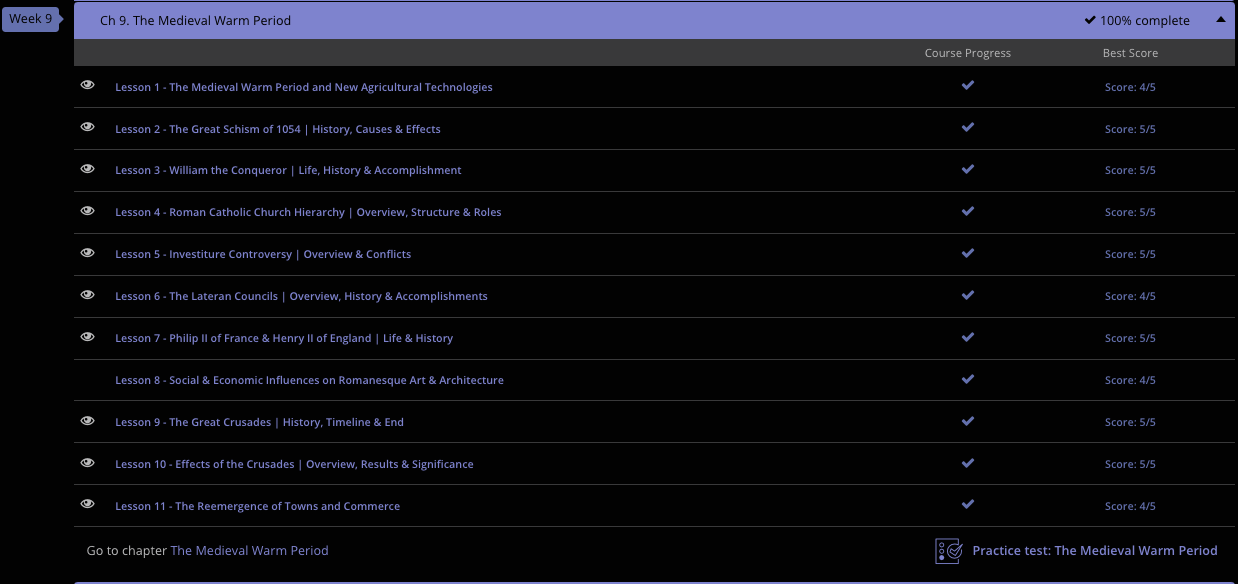 Week 9
Ch 9. The Medieval Warm Period 100% complete
Course Progress Best Score
Lesson 1 - The Medieval Warm Period and New Agricultural Technologies Score: 4/5
Lesson 2 - The Great Schism of 1054 | History, Causes & Effects Score: 5/5
Lesson 3 - William the Conqueror | Life, History & Accomplishment Score: 5/5
Lesson 4 - Roman Catholic Church Hierarchy | Overview, Structure & Roles Score: 5/5
Lesson 5 - Investiture Controversy | Overview & Conflicts Score: 5/5
Lesson 6 - The Lateran Councils | Overview, History & Accomplishments Score: 4/5
Lesson 7 - Philip II of France & Henry II of England | Life & History Score: 5/5
Lesson 8 - Social & Economic Influences on Romanesque Art & Architecture Score: 4/5
Lesson 9 - The Great Crusades | History, Timeline & End Score: 5/5
Lesson 10 - Effects of the Crusades | Overview, Results & Significance Score: 5/5
Lesson 11 - The Reemergence of Towns and Commerce Score: 4/5
Go to chapter The Medieval Warm Period Practice test: The Medieval Warm Period